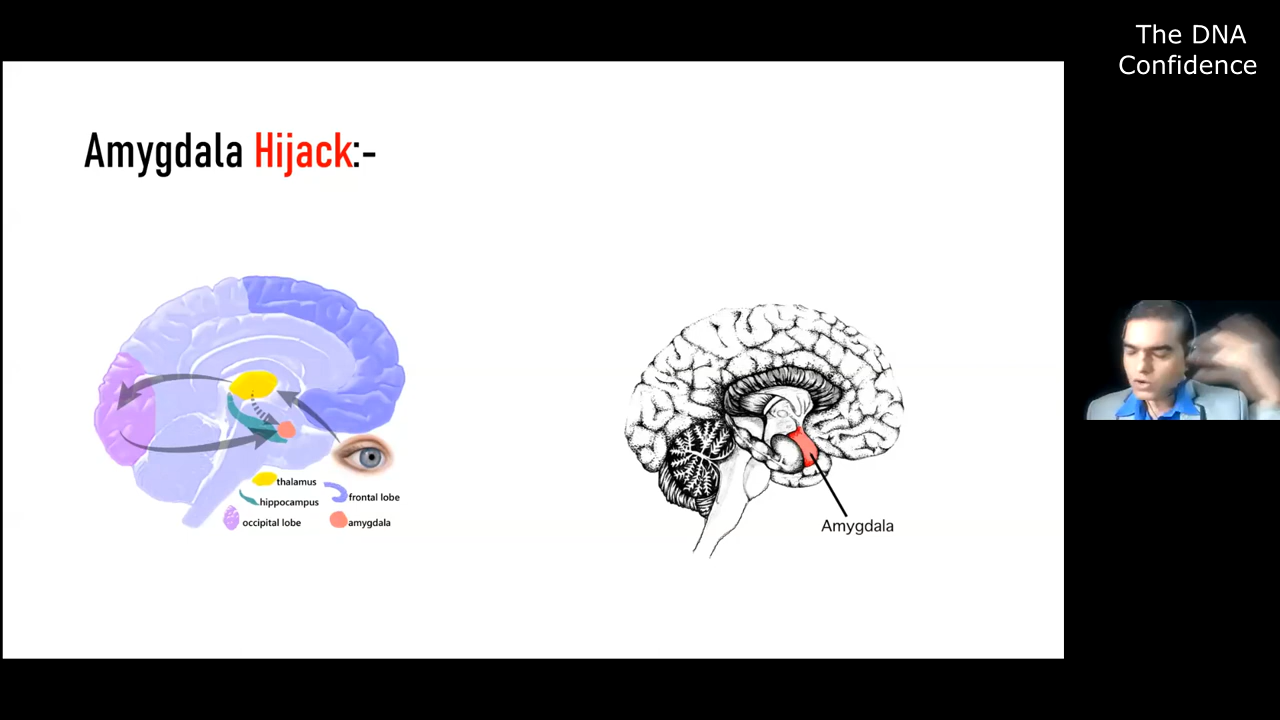 The DNA
Confidence
Amygdala Hijack:-
thalamus
frontal lobe
hippocampus
occipital lobe
amygdala
Amygdala